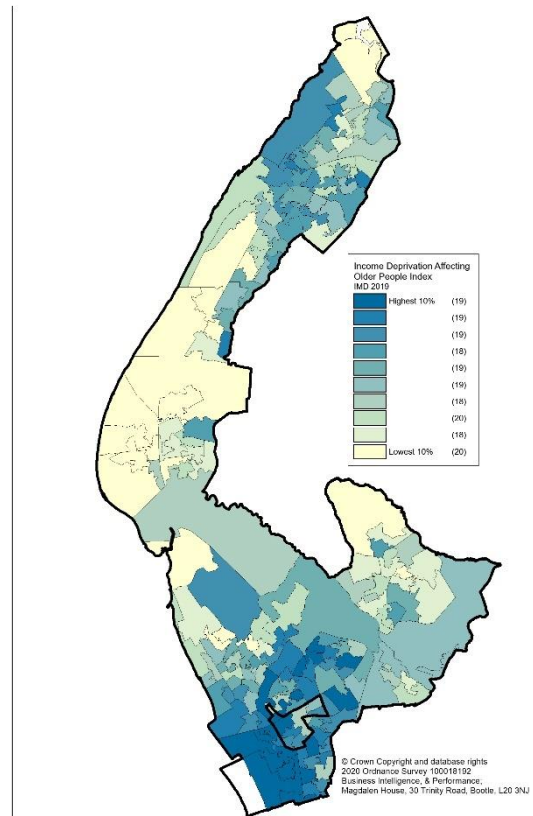 Income Deprivation Affecting
Older People Index
IMD 2019
Highest 10% (19)
(19)
(19)
(18)
(19)
(19)
(18)
(20)
(18)
Lowest 10% (20)
© Crown Copyright and database rights
2020 Ordnance Survey 100018192
Business Intelligence, & Performance,
Magdalen House, 30 Trinity Road, Bootle, L20 3NJ